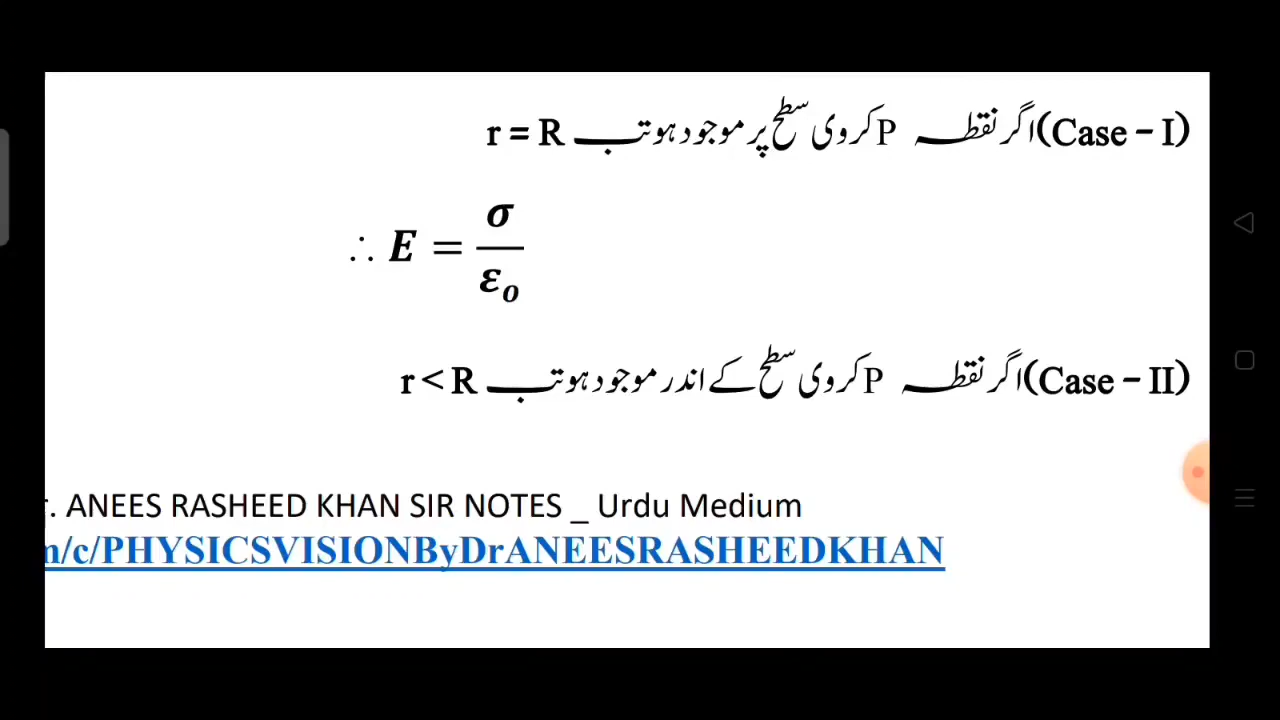 (Case – I) اگر نقطہ P کروی سطح پر موجود ہو تب r = R
∴ E = σ/εo
(Case – II) اگر نقطہ P کروی سطح کے اندر موجود ہو تب r < R
r. ANEES RASHEED KHAN SIR NOTES _ Urdu Medium
m/c/PHYSICSVISIONByDrANEESRASHEEDKHAN